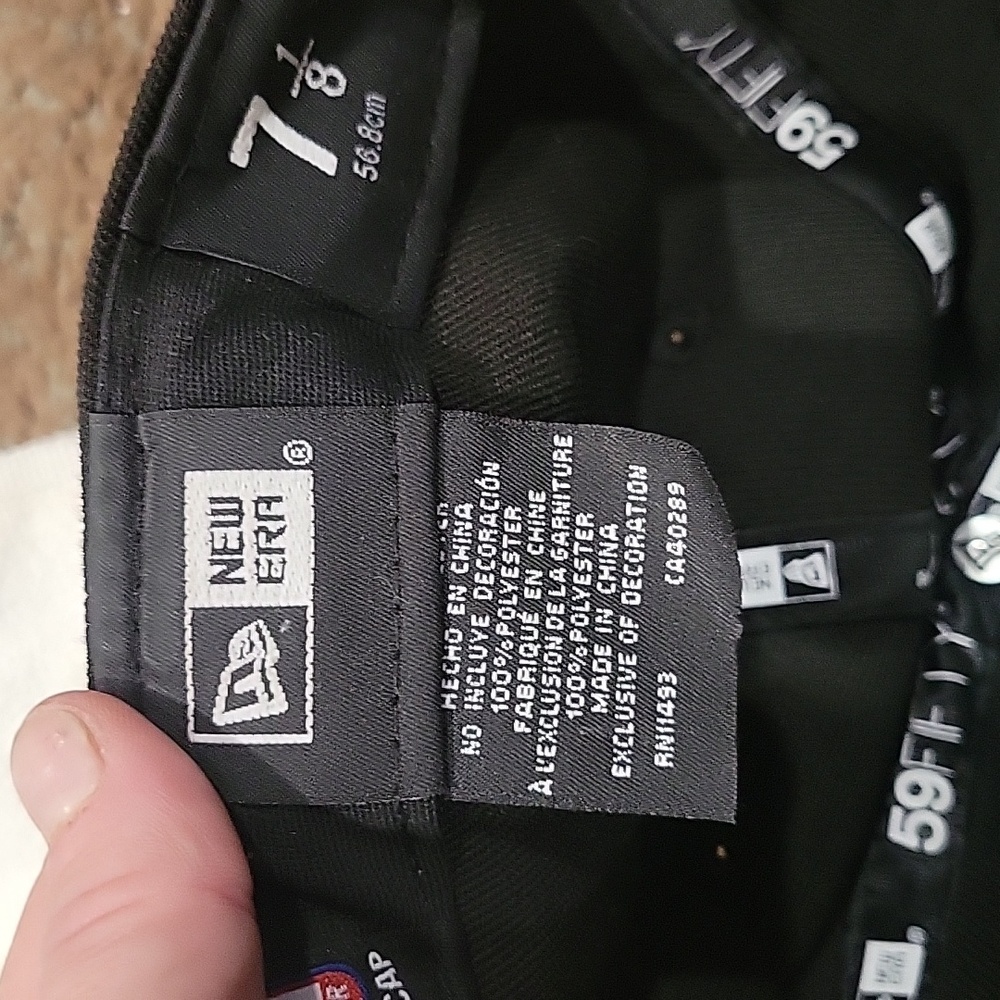 7 1/8
56.8cm
NEW
ERA
®
HECHO EN CHINA
NO INCLUYE DECORACIÓN
100%POLYESTER
FABRIQUÉ EN CHINE
À L'EXCLUSION DE LA GARNITURE
100%POLYESTER
MADE IN CHINA
EXCLUSIVE OF DECORATION
RN11493 CA40289
59FIFTY
59FIFTY
CAP